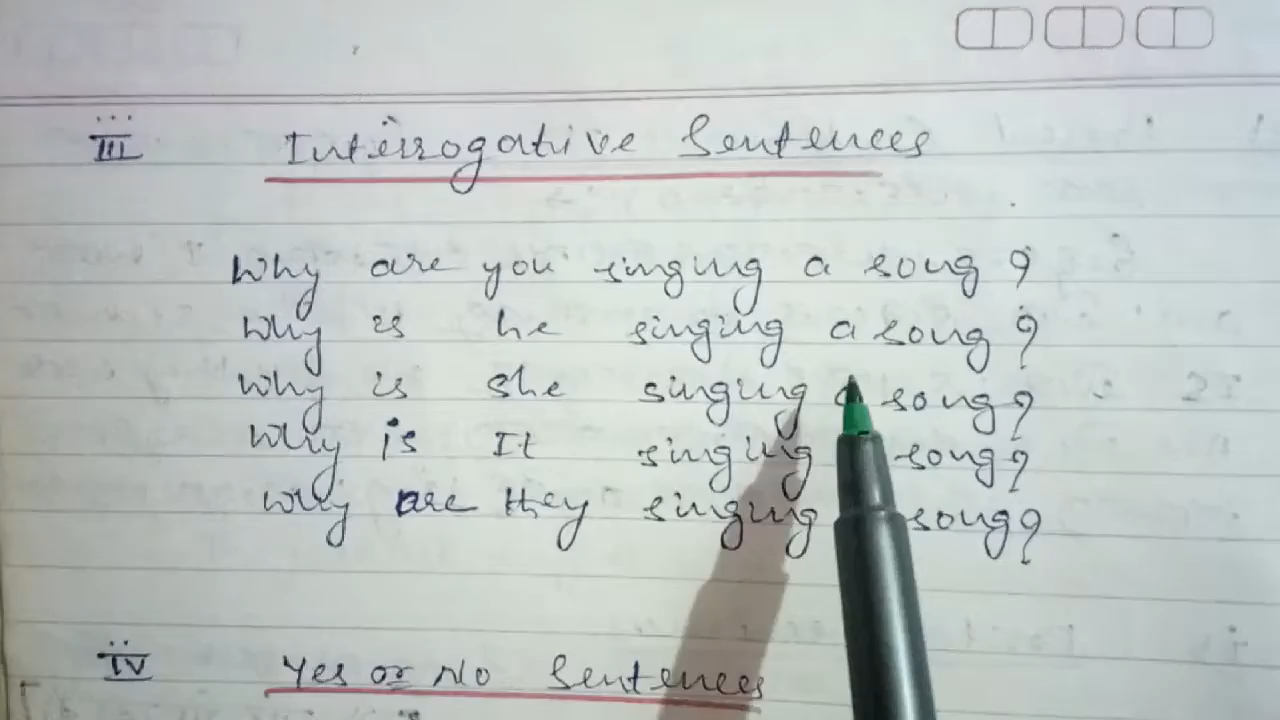 III Interrogative Sentences
Why are you singing a song?
Why is he singing a song?
Why is she singing a song?
Why is It singing song?
Why are they singing song?
IV Yes or No Sentences